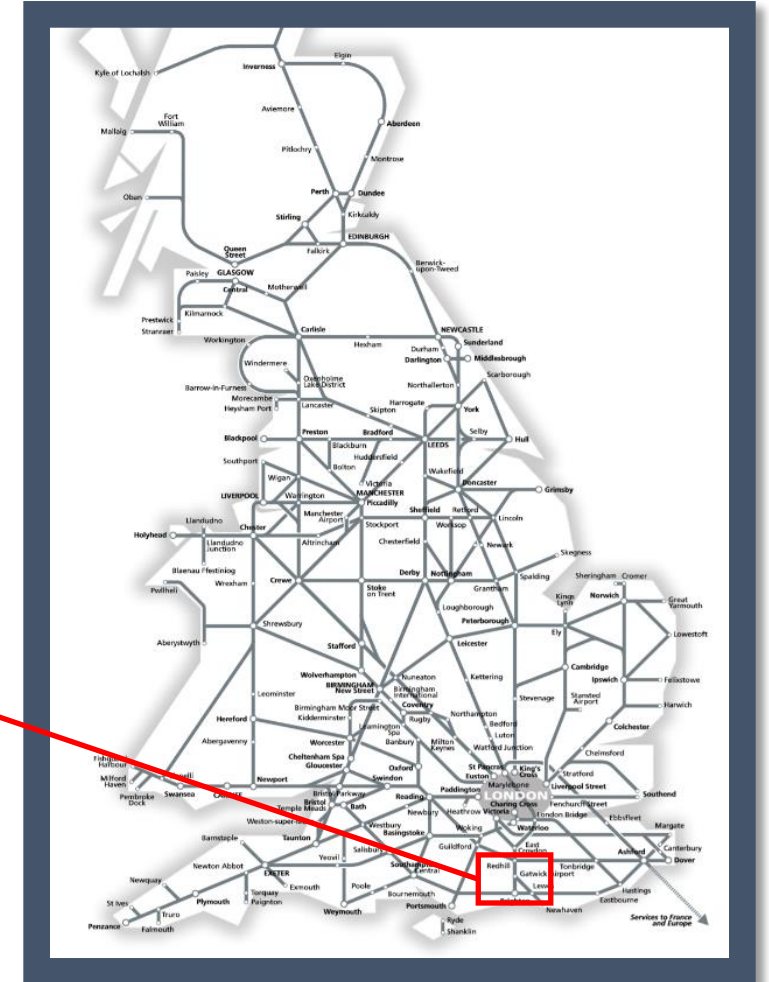 Elgin
Inverness
Kyle of Lochalsh
Aviemore
Fort
William
Mallaig
Aberdeen
Pitlochry
Montrose
Perth
Dundee
Oban
Stirling
Kirkcaldy
EDINBURGH
Queen
Street
Falkirk
Berwick-
upon-Tweed
Paisley
GLASGOW
Central
Motherwell
Prestwick
Kilmarnock
Stranraer
Carlisle
NEWCASTLE
Workington
Hexham
Sunderland
Durham
Darlington
Middlesbrough
Windermere
Scarborough
Oxenholme
Lake District
Northallerton
Barrow-in-Furness
Morecambe
Heysham Port
Lancaster
Harrogate
York
Skipton
Blackpool
Preston
Bradford
LEEDS
Selby
Hull
Blackburn
Huddersfield
Southport
Bolton
Wakefield
Wigan
Victoria
MANCHESTER
Piccadilly
Doncaster
Grimsby
LIVERPOOL
Warrington
Manchester
Airport
Sheffield
Retford
Llandudno
Chester
Stockport
Worksop
Lincoln
Holyhead
Llandudno
Junction
Altrincham
Chesterfield
Newark
Skegness
Blaenau Ffestiniog
Wrexham
Crewe
Stoke
on Trent
Derby
Nottingham
Grantham
Spalding
Sheringham
Cromer
Pwllheli
Kings
Lynn
Norwich
Great
Yarmouth
Loughborough
Peterborough
Shrewsbury
Ely
Lowestoft
Aberystwyth
Stafford
Leicester
Wolverhampton
Nuneaton
Kettering
Cambridge
BIRMINGHAM
New Street
Birmingham
International
Ipswich
Felixstowe
Leominster
Coventry
Stevenage
Stansted
Airport
Birmingham Moor Street
Rugby
Northampton
Harwich
Hereford
Kidderminster
Leamington
Spa
Bedford
Colchester
Abergavenny
Worcester
Banbury
Milton
Keynes
Luton
Watford Junction
Chelmsford
Cheltenham Spa
Gloucester
Oxford
St Pancras
King's
Cross
Stratford
Fishguard
Harbour
Euston
Milford
Haven
Newport
Swindon
Marylebone
Liverpool Street
Pembroke
Dock
Swansea
Bristol Parkway
Paddington
LONDON
Southend
Bristol
Temple Meads
Bath
Reading
Charing Cross
Fenchurch Street
Newbury
Heathrow
Victoria
London Bridge
Ebbsfleet
Westbury
Basingstoke
Woking
Waterloo
Margate
Barnstaple
Taunton
Guildford
East
Croydon
Canterbury
Yeovil
Salisbury
Redhill
Tonbridge
Ashford
Dover
Newton Abbot
EXETER
Southampton
Central
Gatwick Airport
Newquay
Exmouth
Poole
Hastings
Torquay
Paignton
Bournemouth
Eastbourne
St Ives
Plymouth
Weymouth
Portsmouth
Newhaven
Truro
Ryde
Services to France
and Europe
Penzance
Falmouth
Shanklin